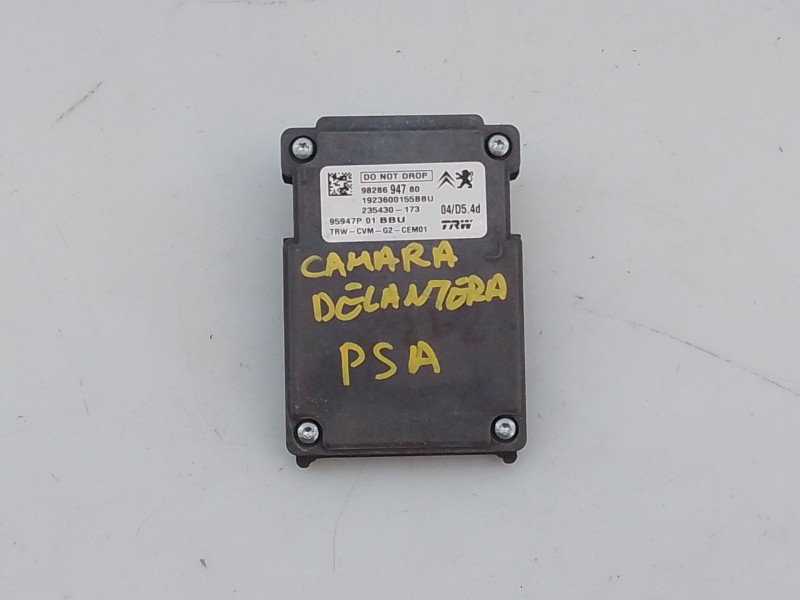 DO NOT DROP
98286 947 80
1923600155BBU
235430-173
04/D5.4d
95947P 01 BBU
TRW
TRW-CVM-G2-CEM01
CAMARA
DELANTERA
PSA